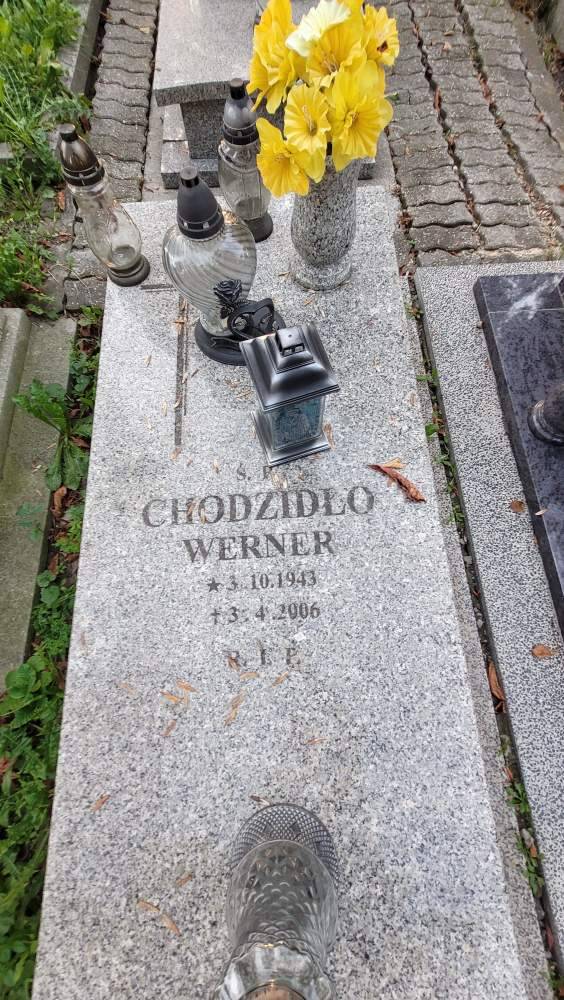 Ś. P.
CHODZIDŁO
WERNER
★ 3.10.1943
† 3.4.2006
R. I. P.